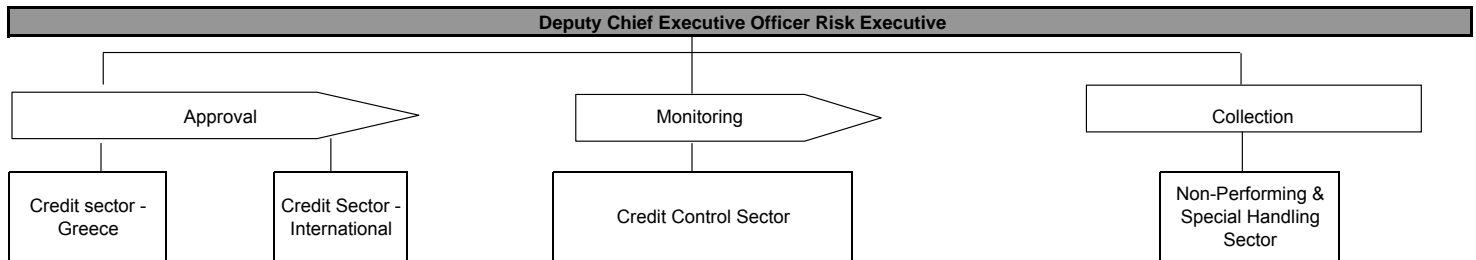 Deputy Chief Executive Officer Risk Executive
Approval
Monitoring
Collection
Credit sector -
Greece
Credit Sector -
International
Credit Control Sector
Non-Performing &
Special Handling
Sector